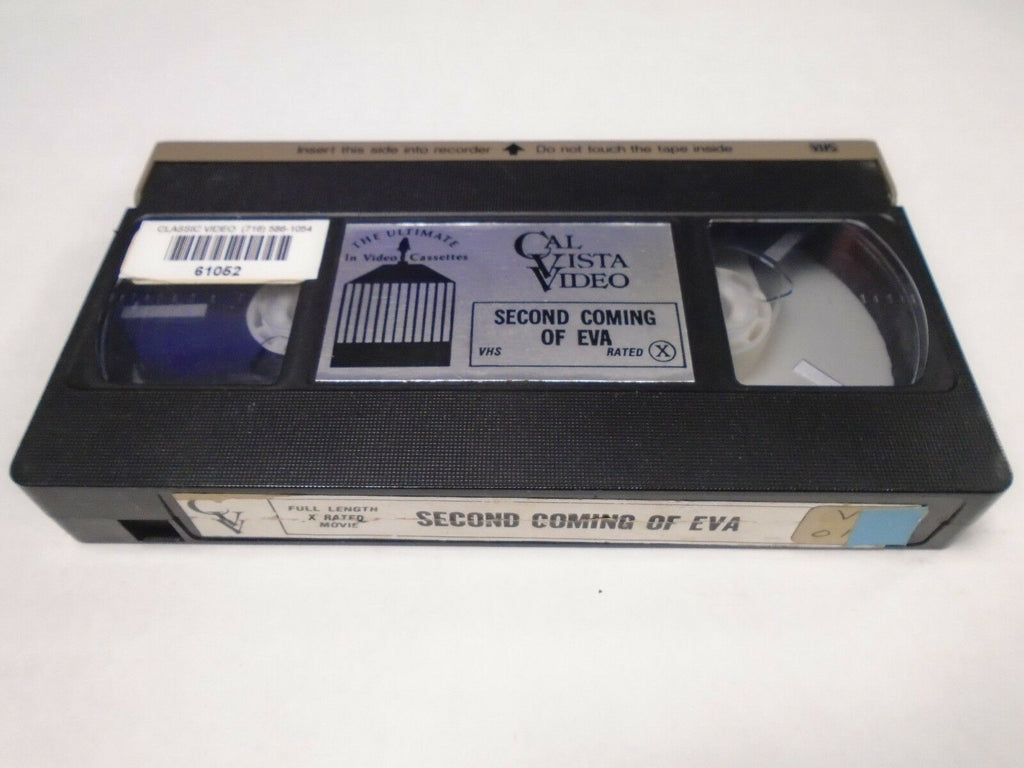 Insert this side into recorder Do not touch the tape inside VHS
CLASSIC VIDEO (716) 586-1054
61052
THE ULTIMATE
In Video Cassettes
CAL
VISTA
VIDEO
SECOND COMING
OF EVA
VHS RATED X
CV
FULL LENGTH
X RATED
MOVIE
SECOND COMING OF EVA